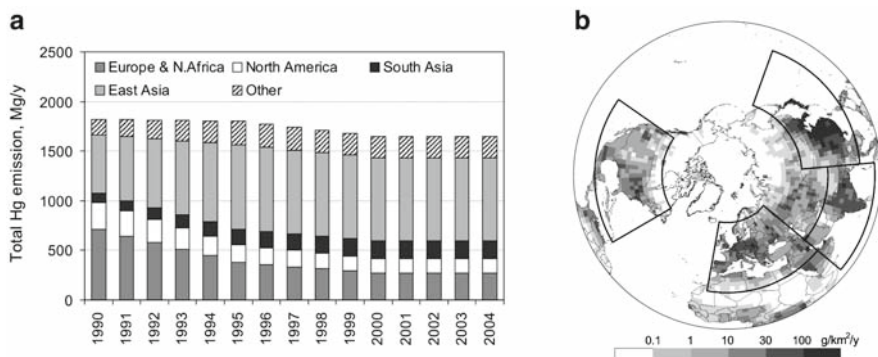 a
Total Hg emission, Mg/y
2500
2000
1500
1000
500
0
Europe & N.Africa North America South Asia
East Asia Other
1990 1991 1992 1993 1994 1995 1996 1997 1998 1999 2000 2001 2002 2003 2004
b
0.1 1 10 30 100 g/km²/y